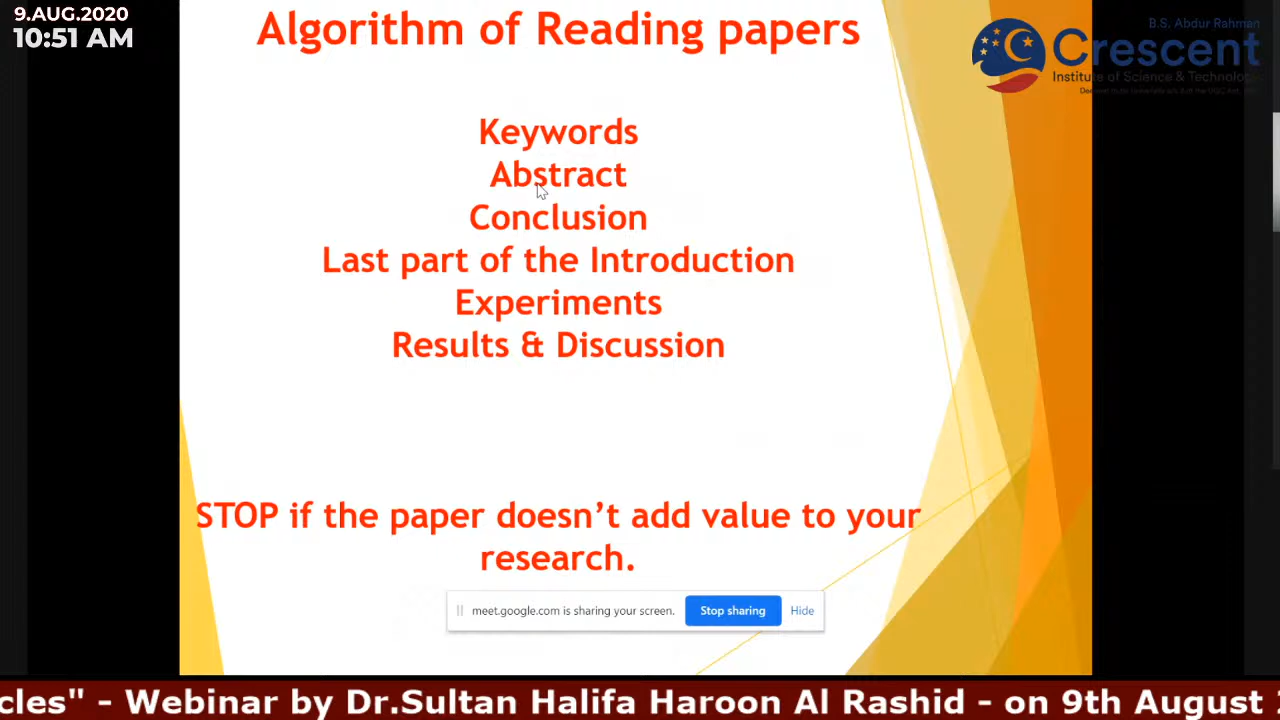 9.AUG.2020
10:51 AM
Algorithm of Reading papers
B.S. Abdur Rahman
Crescent
Institute of Science & Technology
Keywords
Abstract
Conclusion
Last part of the Introduction
Experiments
Results & Discussion
STOP if the paper doesn't add value to your
research.
meet.google.com is sharing your screen.
Stop sharing
Hide
cles" - Webinar by Dr.Sultan Halifa Haroon Al Rashid - on 9th August